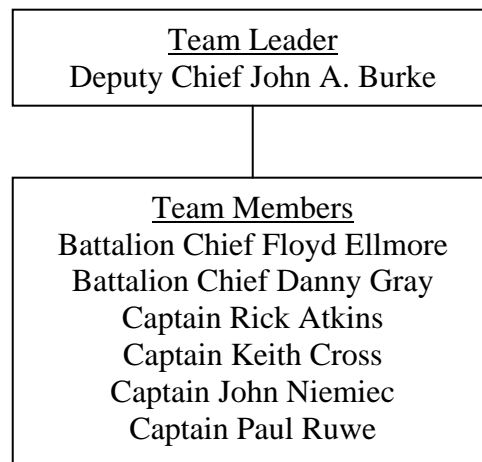 Team Leader
Deputy Chief John A. Burke
Team Members
Battalion Chief Floyd Ellmore
Battalion Chief Danny Gray
Captain Rick Atkins
Captain Keith Cross
Captain John Niemiec
Captain Paul Ruwe